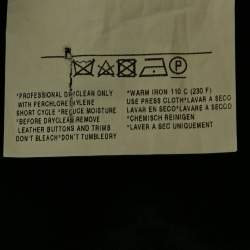 P
*PROFESSIONAL DRYCLEAN ONLY
WITH PERCHLORETHYLENE
SHORT CYCLE *REDUCE MOISTURE
*BEFORE DRYCLEAN REMOVE
LEATHER BUTTONS AND TRIMS
DON'T BLEACH*DON'T TUMBLEDRY
*WARM IRON 110 C (230 F)
USE PRESS CLOTH*LAVAR A SECO
LAVAR EN SECO*LAVARE A SECCO
*CHEMISCH REINIGEN
*LAVER A SEC UNIQUEMENT